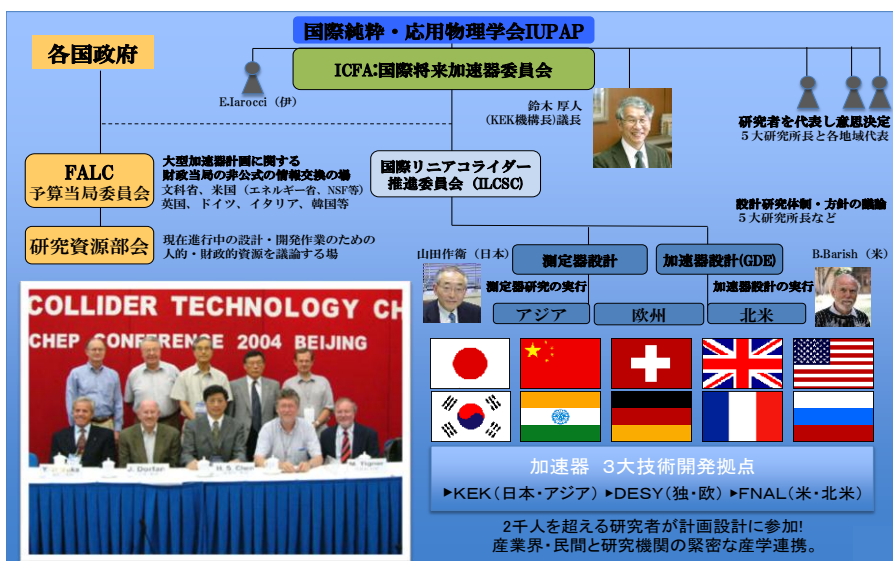 国際純粋・応用物理学会IUPAP
各国政府
ICFA:国際将来加速器委員会
E.Iarocci（伊）
鈴木 厚人
(KEK機構長)議長
研究者を代表し意思決定
５大研究所長と各地域代表
FALC
予算当局委員会
大型加速器計画に関する
財政当局の非公式の情報交換の場
文科省、米国（エネルギー省、NSF等）
英国、ドイツ、イタリア、韓国等
国際リニアコライダー
推進委員会（ILCSC）
設計研究体制・方針の議論
５大研究所長など
研究資源部会
現在進行中の設計・開発作業のための
人的・財政的資源を議論する場
山田作衛（日本）
測定器設計
加速器設計(GDE)
B.Barish（米）
測定器研究の実行
加速器設計の実行
アジア
欧州
北米
COLLIDER TECHNOLOGY CH
CHEP CONFERENCE 2004 BEIJING
J. Dorfan
H. S. Chen
M. Tigner
加速器 ３大技術開発拠点
▶KEK（日本・アジア） ▶DESY（独・欧） ▶FNAL（米・北米）
2千人を超える研究者が計画設計に参加!
産業界・民間と研究機関の緊密な産学連携。